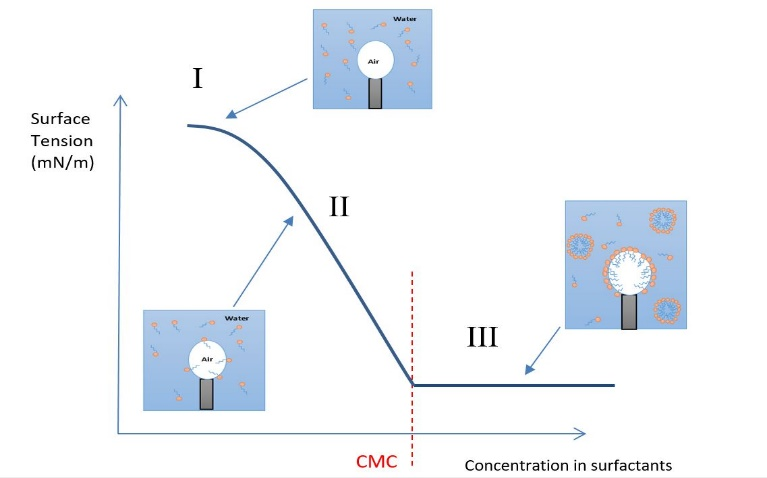 Water
I
Air
Surface
Tension
(mN/m)
II
Water
Air
III
CMC
Concentration in surfactants